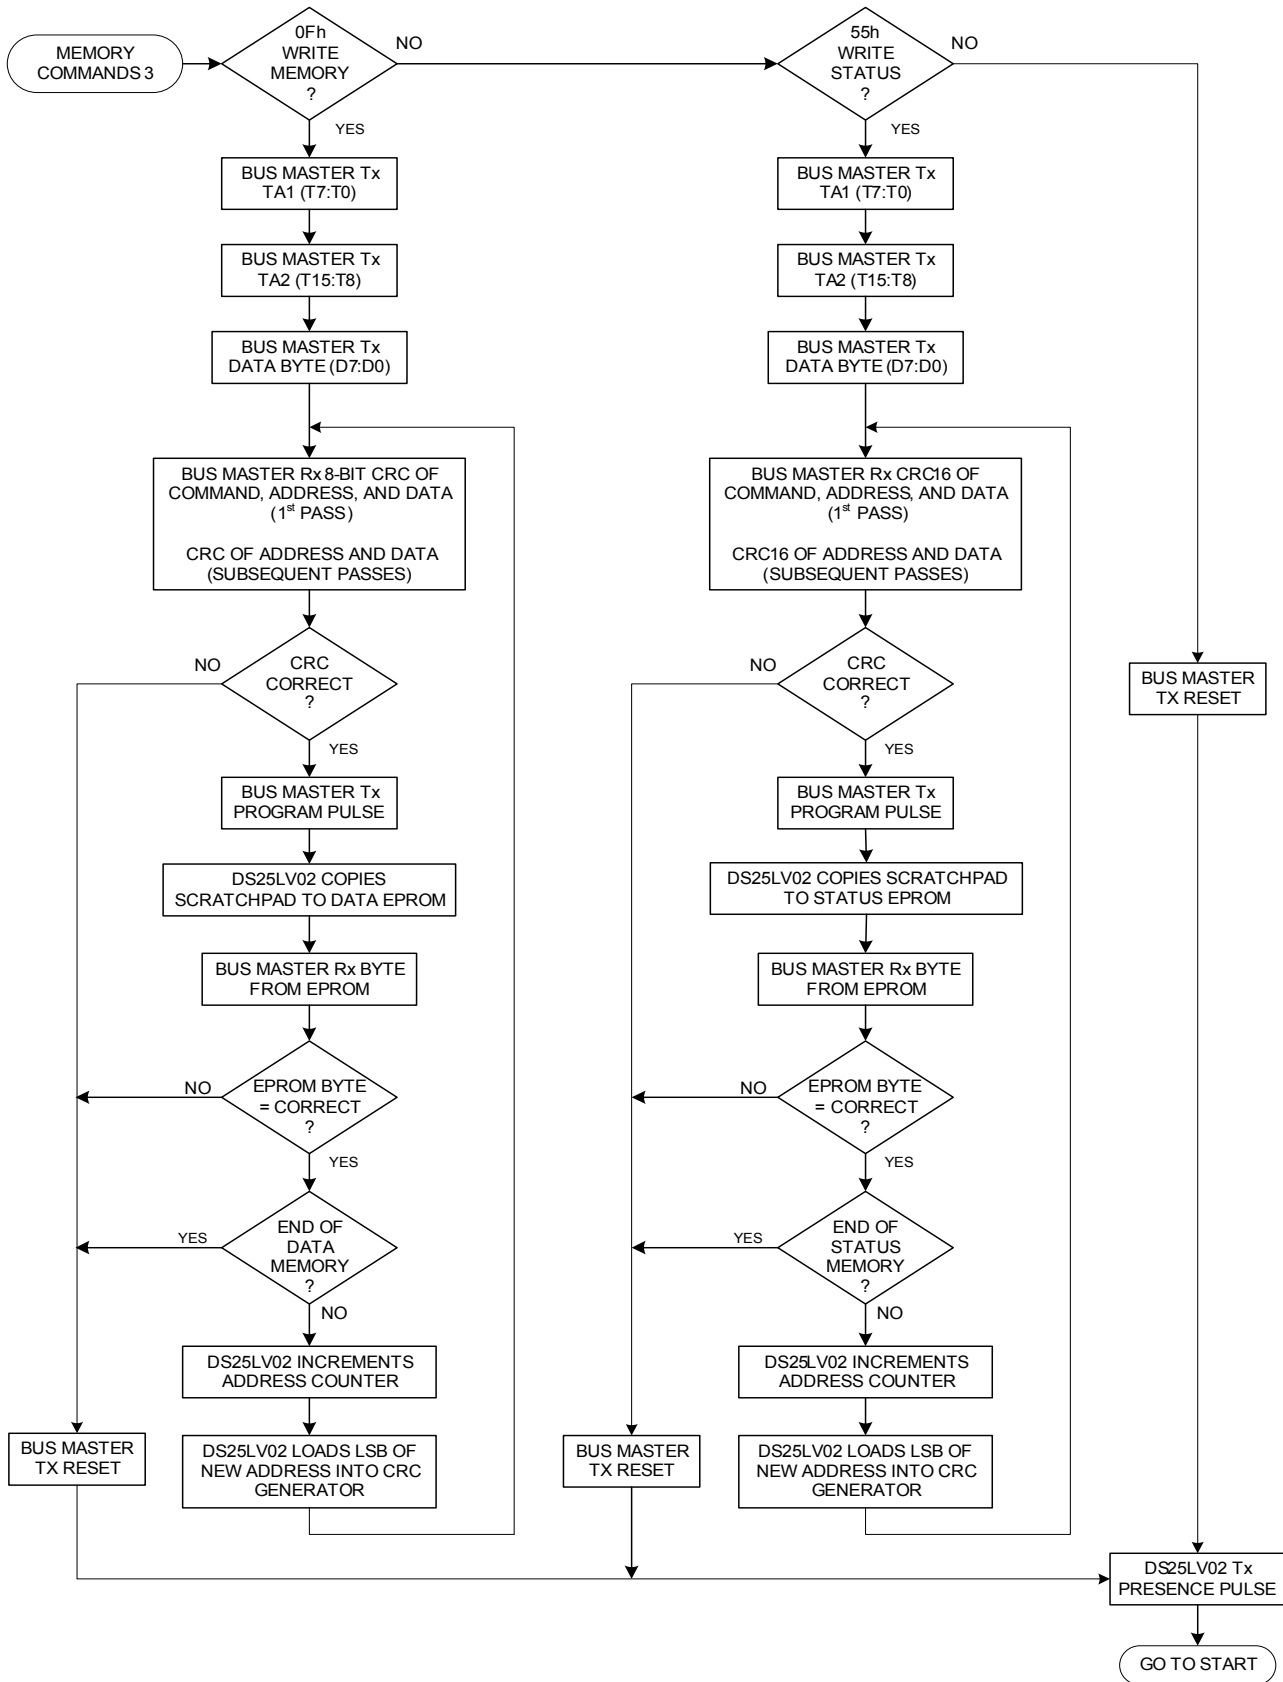 MEMORY
COMMANDS 3
0Fh
WRITE
MEMORY
?
NO
YES
55h
WRITE
STATUS
?
NO
YES
BUS MASTER Tx
TA1 (T7:T0)
BUS MASTER Tx
TA2 (T15:T8)
BUS MASTER Tx
DATA BYTE (D7:D0)
BUS MASTER Rx 8-BIT CRC OF
COMMAND, ADDRESS, AND DATA
(1st PASS)
CRC OF ADDRESS AND DATA
(SUBSEQUENT PASSES)
CRC
CORRECT
?
NO
YES
BUS MASTER Tx
PROGRAM PULSE
DS25LV02 COPIES
SCRATCHPAD TO DATA EPROM
BUS MASTER Rx BYTE
FROM EPROM
EPROM BYTE
= CORRECT
?
NO
YES
END OF
DATA
MEMORY
?
YES
NO
DS25LV02 INCREMENTS
ADDRESS COUNTER
DS25LV02 LOADS LSB OF
NEW ADDRESS INTO CRC
GENERATOR
BUS MASTER
TX RESET
BUS MASTER Tx
TA1 (T7:T0)
BUS MASTER Tx
TA2 (T15:T8)
BUS MASTER Tx
DATA BYTE (D7:D0)
BUS MASTER Rx CRC16 OF
COMMAND, ADDRESS, AND DATA
(1st PASS)
CRC16 OF ADDRESS AND DATA
(SUBSEQUENT PASSES)
CRC
CORRECT
?
NO
YES
BUS MASTER Tx
PROGRAM PULSE
DS25LV02 COPIES SCRATCHPAD
TO STATUS EPROM
BUS MASTER Rx BYTE
FROM EPROM
EPROM BYTE
= CORRECT
?
NO
YES
END OF
STATUS
MEMORY
?
YES
NO
DS25LV02 INCREMENTS
ADDRESS COUNTER
DS25LV02 LOADS LSB OF
NEW ADDRESS INTO CRC
GENERATOR
BUS MASTER
TX RESET
BUS MASTER
TX RESET
DS25LV02 Tx
PRESENCE PULSE
GO TO START